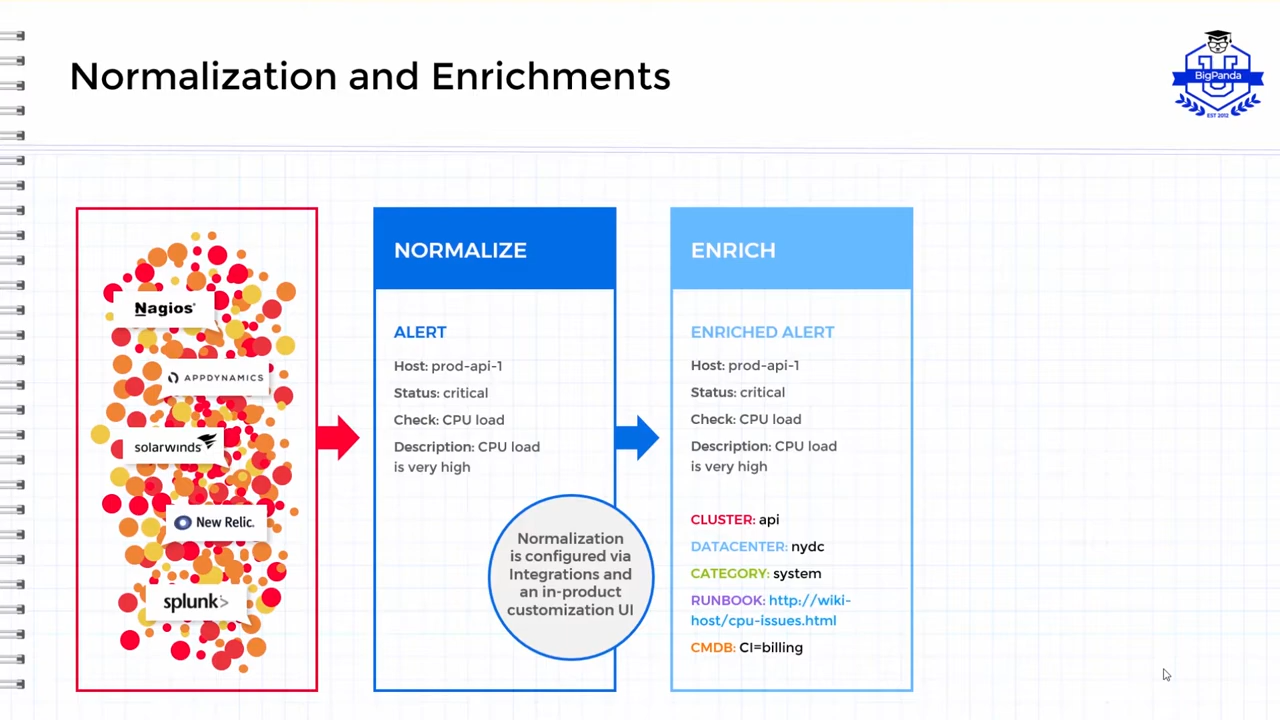 Normalization and Enrichments
U
BigPanda
EST 2012
Nagios®
APPDYNAMICS
solarwinds
New Relic.
splunk>
NORMALIZE
ALERT
Host: prod-api-1
Status: critical
Check: CPU load
Description: CPU load
is very high
Normalization
is configured via
Integrations and
an in-product
customization UI
ENRICH
ENRICHED ALERT
Host: prod-api-1
Status: critical
Check: CPU load
Description: CPU load
is very high
CLUSTER: api
DATACENTER: nydc
CATEGORY: system
RUNBOOK: http://wiki-
host/cpu-issues.html
CMDB: CI=billing